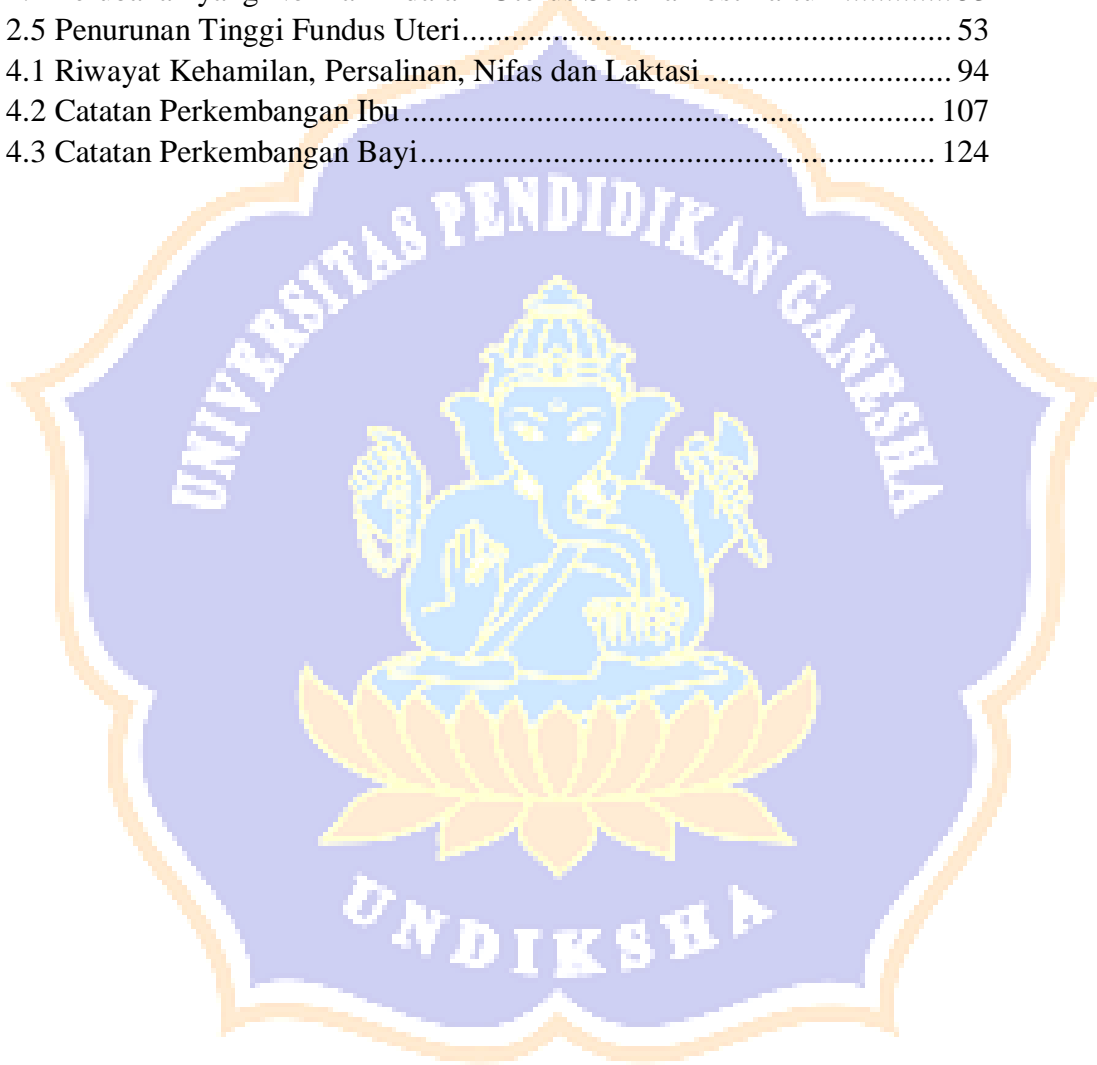 2.5 Penurunan Tinggi Fundus Uteri.............................................................. 53
4.1 Riwayat Kehamilan, Persalinan, Nifas dan Laktasi................................ 94
4.2 Catatan Perkembangan Ibu.................................................................... 107
4.3 Catatan Perkembangan Bayi.................................................................. 124
UNIVERSITAS PENDIDIKAN GANESHA
UNDIKSHA